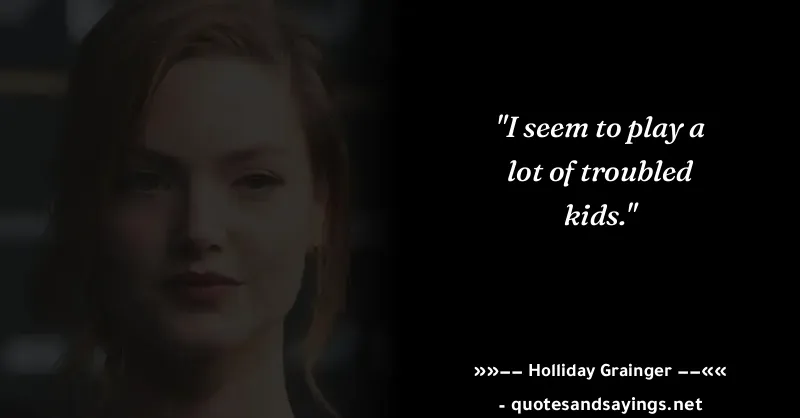 "I seem to play a
lot of troubled
kids."
»»−− Holliday Grainger −−««
- quotesandsayings.net